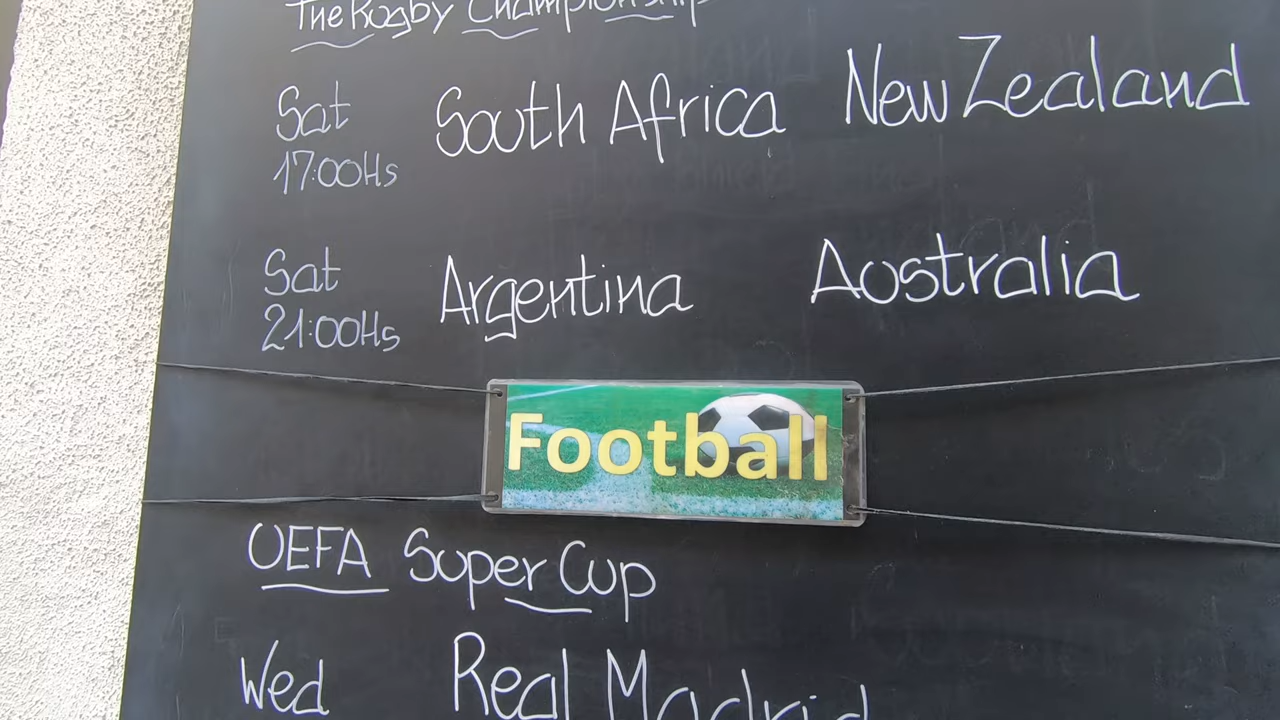 The Rugby Championship
Sat South Africa New Zealand
17:00Hs
Sat Argentina Australia
21:00Hs
Football
UEFA Super Cup
Wed Real Madrid